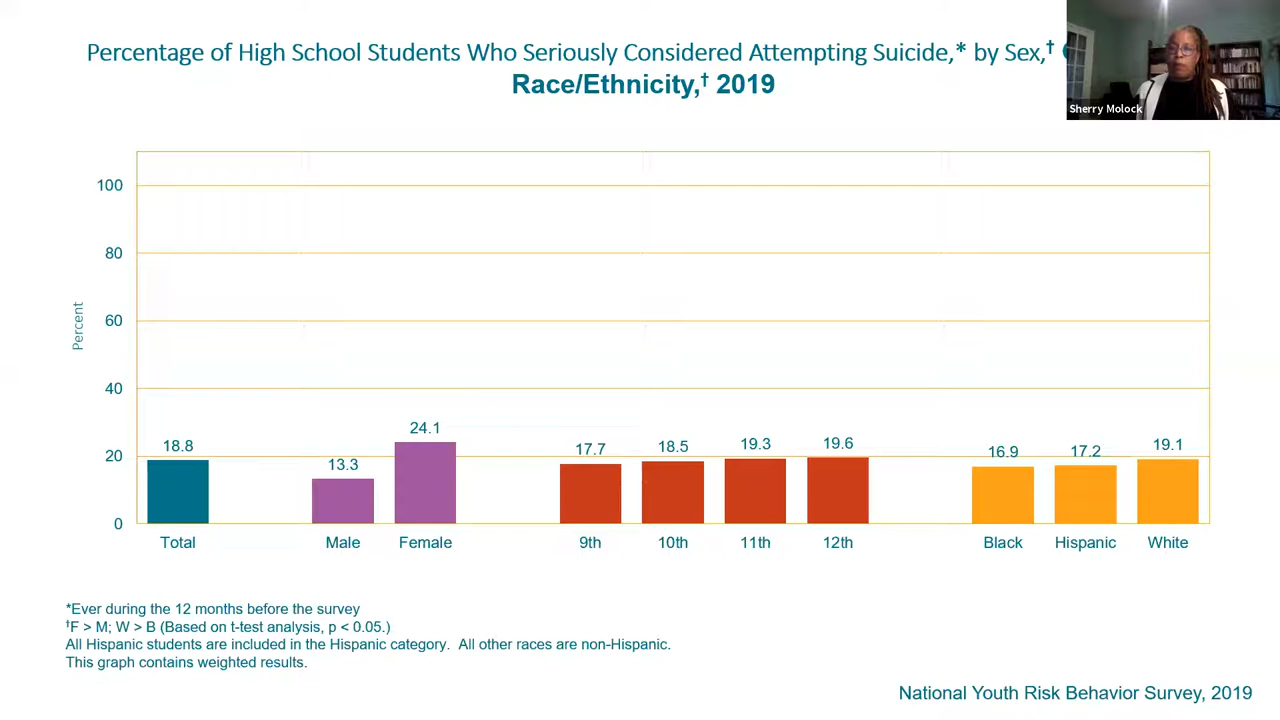 Percentage of High School Students Who Seriously Considered Attempting Suicide,* by Sex,†
Race/Ethnicity,† 2019
Sherry Molock
Percent
100
80
60
40
20
0
18.8
13.3
24.1
17.7
18.5
19.3
19.6
16.9
17.2
19.1
Total
Male
Female
9th
10th
11th
12th
Black
Hispanic
White
*Ever during the 12 months before the survey
†F > M; W > B (Based on t-test analysis, p < 0.05.)
All Hispanic students are included in the Hispanic category. All other races are non-Hispanic.
This graph contains weighted results.
National Youth Risk Behavior Survey, 2019